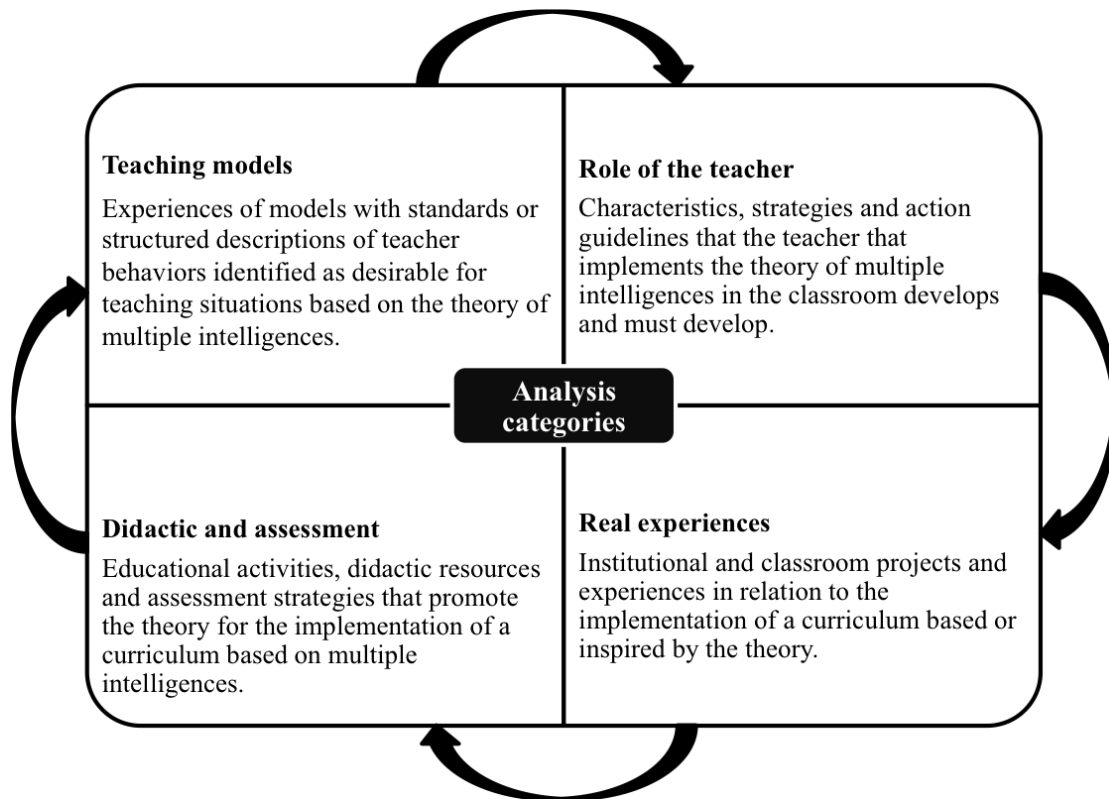 Teaching models
Experiences of models with standards or
structured descriptions of teacher
behaviors identified as desirable for
teaching situations based on the theory of
multiple intelligences.
Role of the teacher
Characteristics, strategies and action
guidelines that the teacher that
implements the theory of multiple
intelligences in the classroom develops
and must develop.
Analysis
categories
Didactic and assessment
Educational activities, didactic resources
and assessment strategies that promote
the theory for the implementation of a
curriculum based on multiple
intelligences.
Real experiences
Institutional and classroom projects and
experiences in relation to the
implementation of a curriculum based or
inspired by the theory.